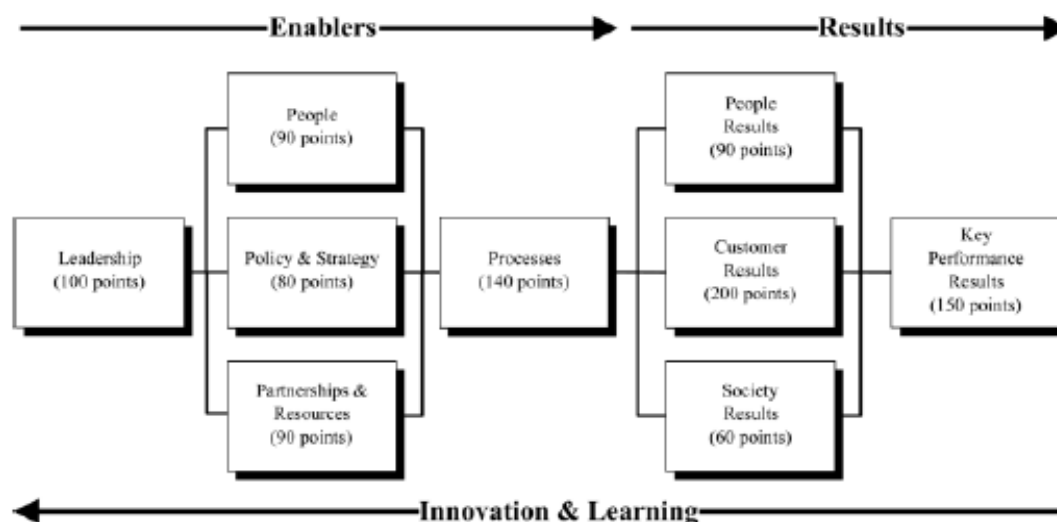 Enablers
Results
People
(90 points)
People
Results
(90 points)
Leadership
(100 points)
Policy & Strategy
(80 points)
Processes
(140 points)
Customer
Results
(200 points)
Key
Performance
Results
(150 points)
Partnerships &
Resources
(90 points)
Society
Results
(60 points)
Innovation & Learning